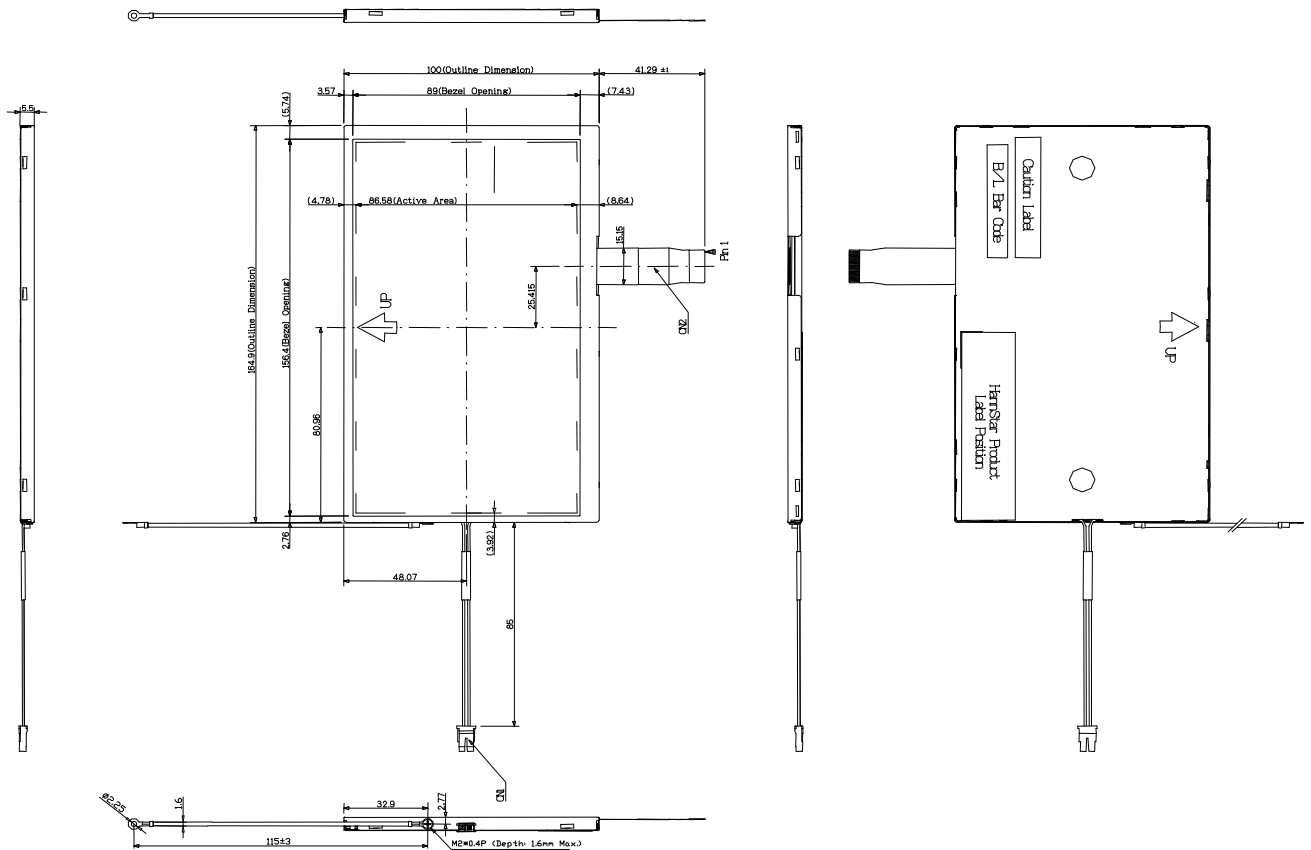 100(Outline Dimension)
41.29 ±1
3.57
89(Bezel Opening)
(7.43)
5.5
(5.74)
(4.78)
86.58(Active Area)
(8.64)
15.15
Pin 1
25.415
CN2
UP
164.9(Outline Dimension)
156.4(Bezel Opening)
80.96
2.76
(3.92)
48.07
85
CN1
Caution Label
B/L Bar Code
UP
HannStar Product
Label Position
ø2.25
1.6
32.9
2.77
115±3
M2*0.4P (Depth: 1.6mm Max.)